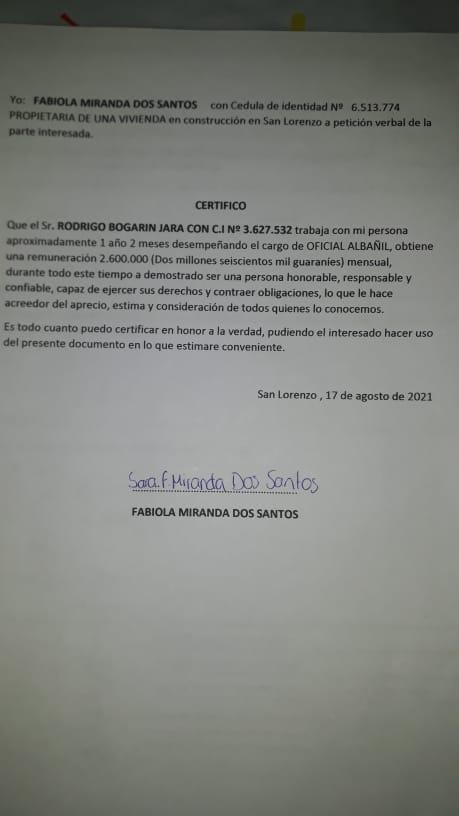 Yo: FABIOLA MIRANDA DOS SANTOS con Cedula de identidad Nº 6.513.774
PROPIETARIA DE UNA VIVIENDA en construcción en San Lorenzo a petición verbal de la
parte interesada.
CERTIFICO
Que el Sr. RODRIGO BOGARIN JARA CON C.I Nº 3.627.532 trabaja con mi persona
aproximadamente 1 año 2 meses desempeñando el cargo de OFICIAL ALBAÑIL, obtiene
una remuneración 2.600.000 (Dos millones seiscientos mil guaraníes) mensual,
durante todo este tiempo a demostrado ser una persona honorable, responsable y
confiable, capaz de ejercer sus derechos y contraer obligaciones, lo que le hace
acreedor del aprecio, estima y consideración de todos quienes lo conocemos.
Es todo cuanto puedo certificar en honor a la verdad, pudiendo el interesado hacer uso
del presente documento en lo que estimare conveniente.
San Lorenzo , 17 de agosto de 2021
Sara.F.Miranda Dos Santos
FABIOLA MIRANDA DOS SANTOS